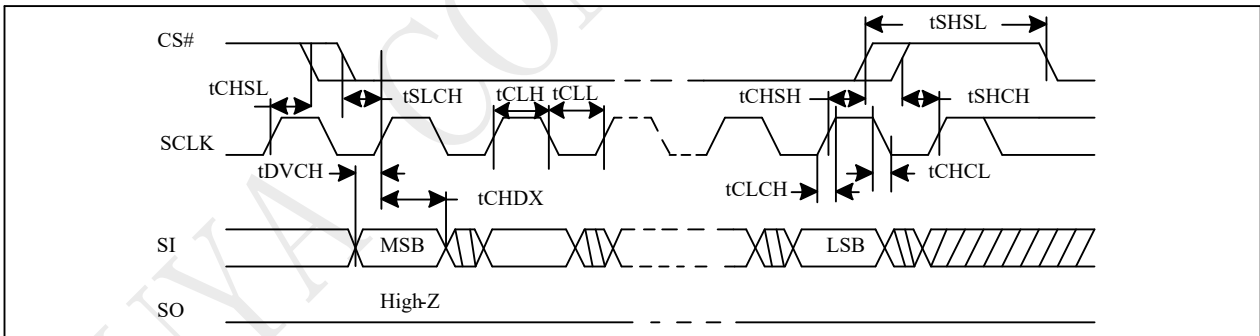 tSHSL
CS#
tCHSL
tSLCH
tCLH
tCLL
tCHSH
tSHCH
SCLK
tDVCH
tCHDX
tCLCH
tCHCL
SI
MSB
LSB
SO
High-Z